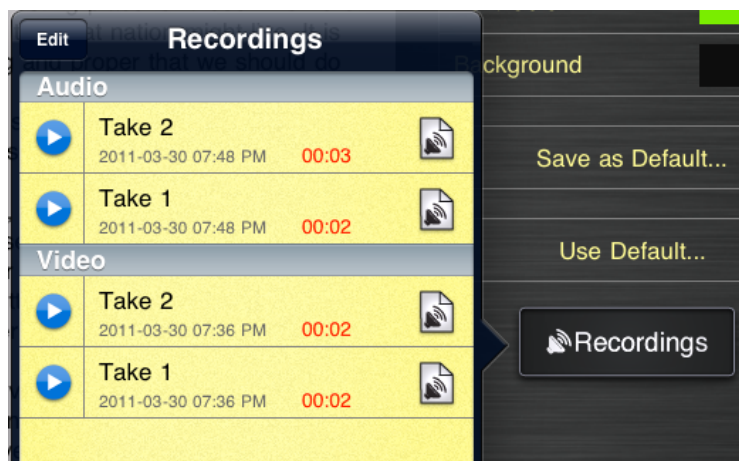 Edit
Recordings
Background
Audio
Take 2
2011-03-30 07:48 PM 00:03
Save as Default...
Take 1
2011-03-30 07:48 PM 00:02
Video
Use Default...
Take 2
2011-03-30 07:36 PM 00:02
Recordings
Take 1
2011-03-30 07:36 PM 00:02